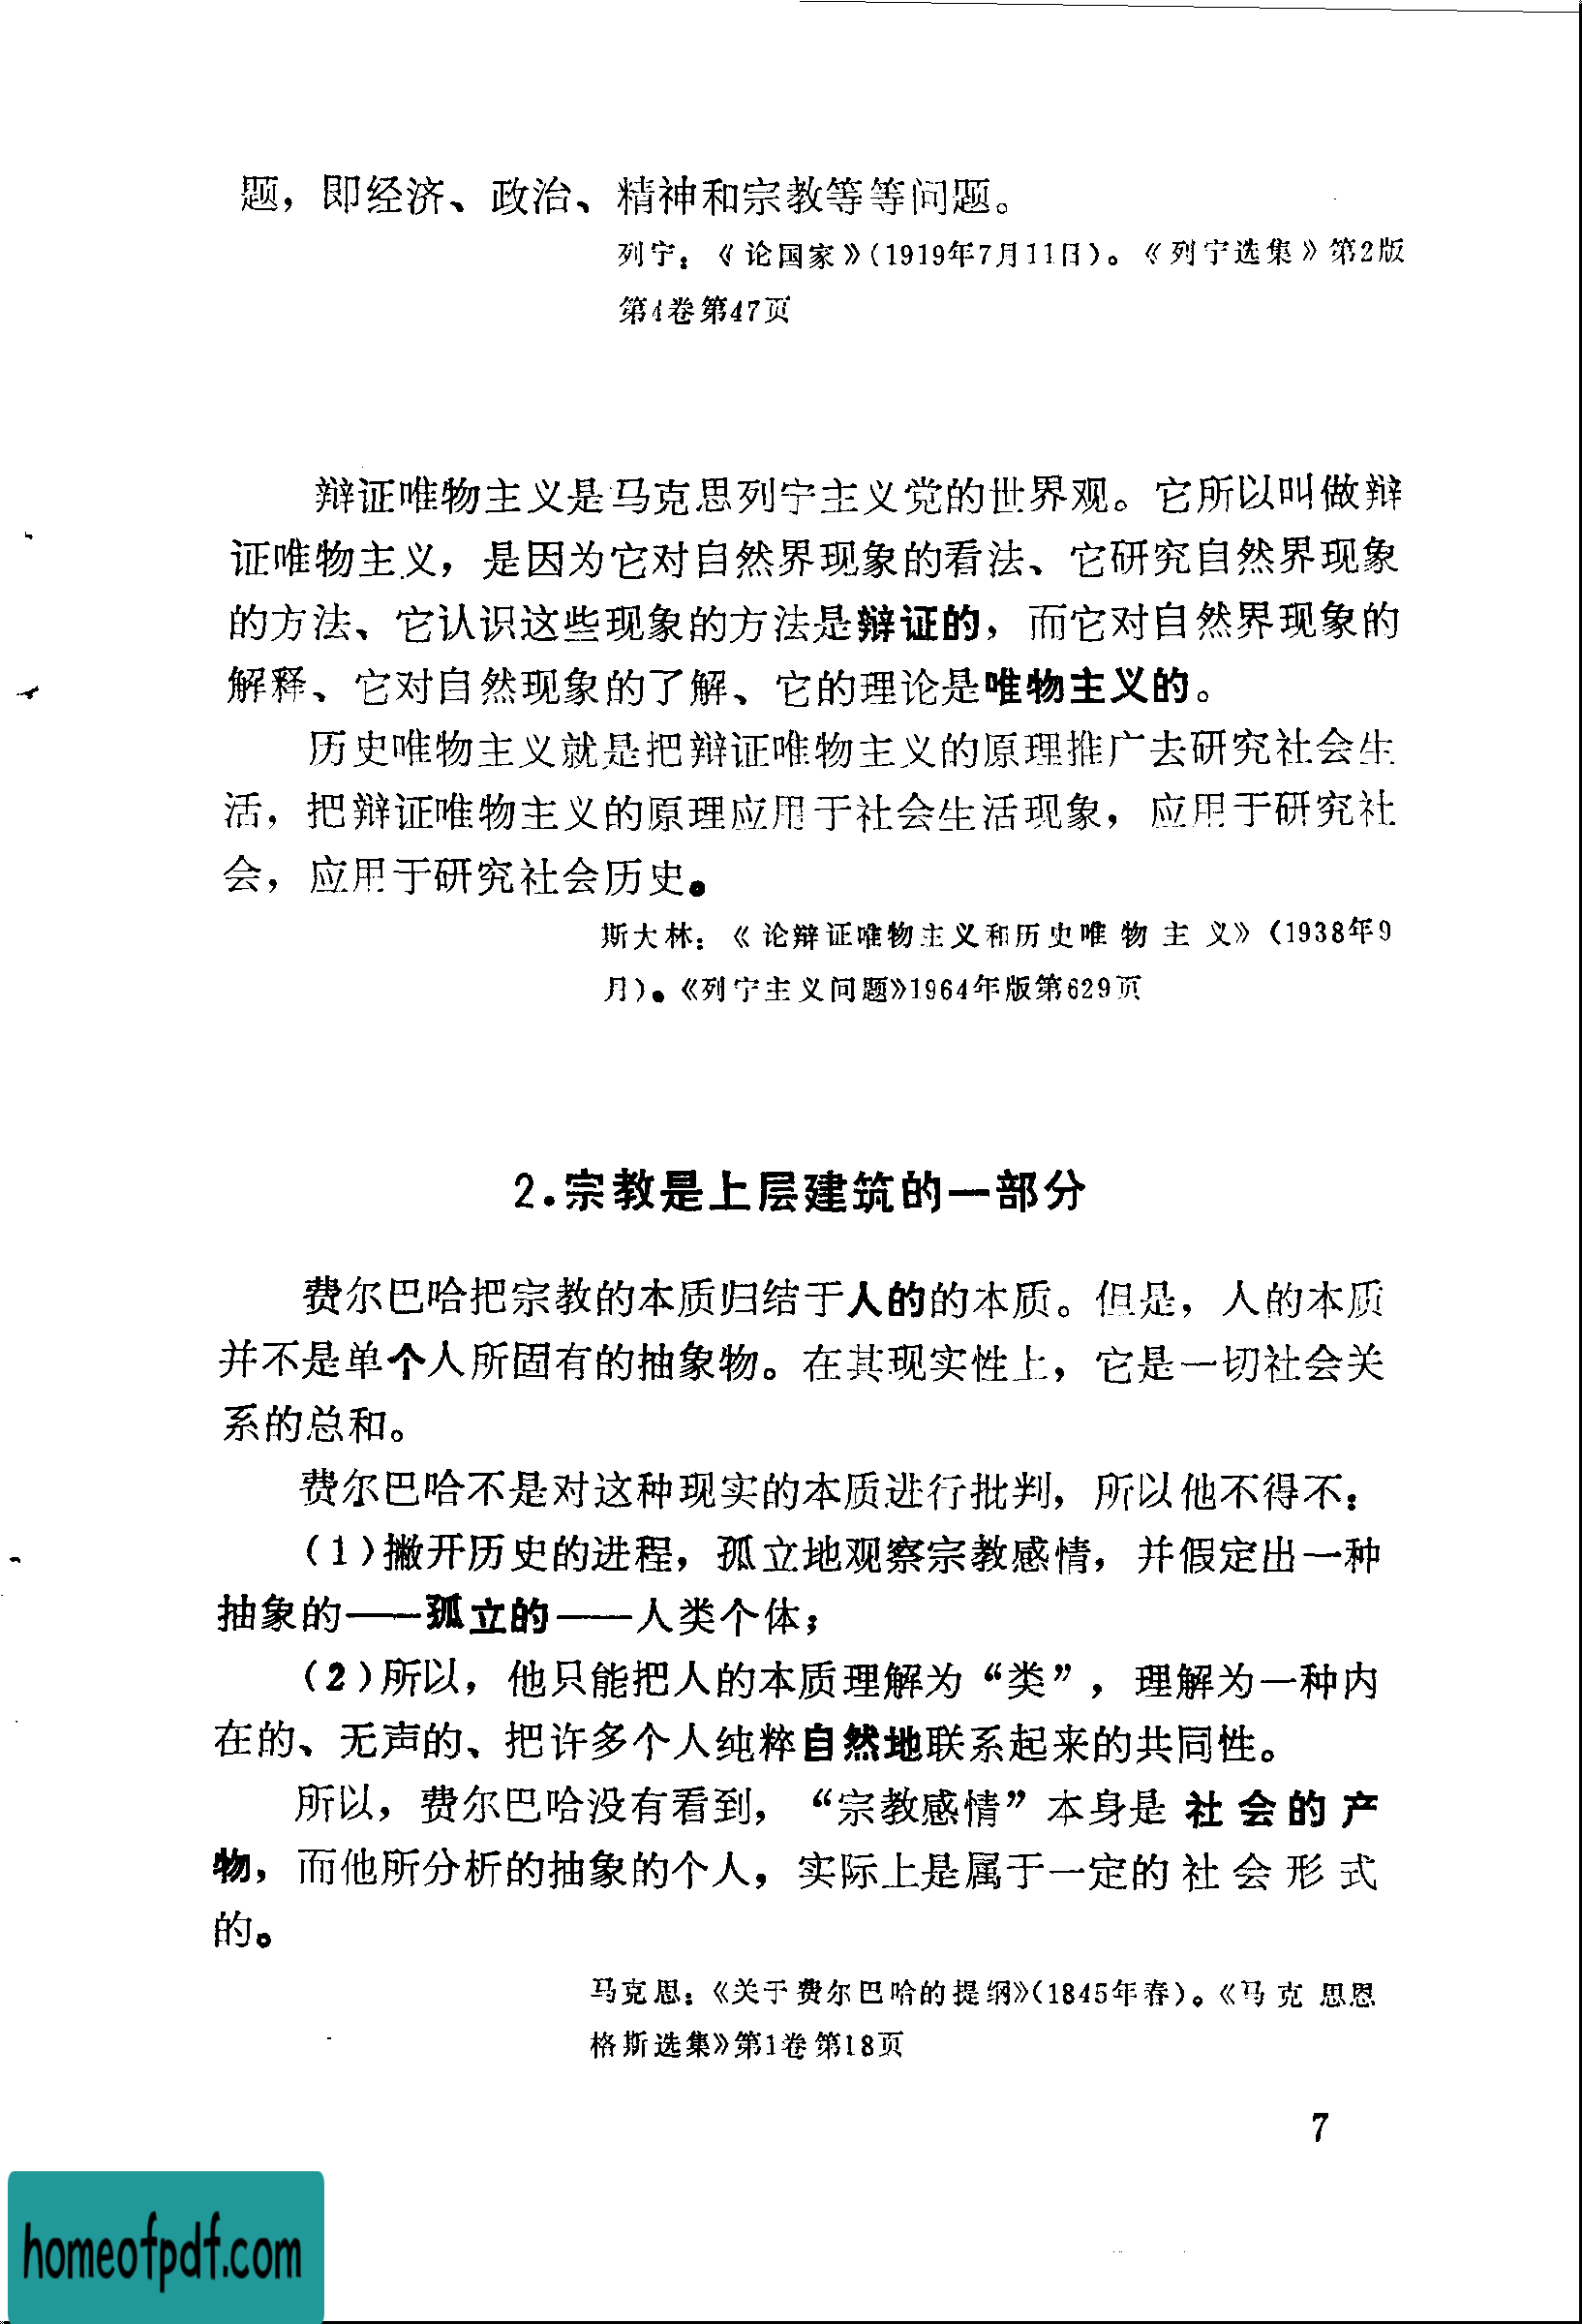 题，即经济、政治、精神和宗教等等问题。
列宁：《论国家》（1919年7月11日）。《列宁选集》第2版
第4卷第47页
辩证唯物主义是马克思列宁主义党的世界观。它所以叫做辩
证唯物主义，是因为它对自然界现象的看法、它研究自然界现象
的方法、它认识这些现象的方法是辩证的，而它对自然界现象的
解释、它对自然现象的了解、它的理论是唯物主义的。
历史唯物主义就是把辩证唯物主义的原理推广去研究社会生
活，把辩证唯物主义的原理应用于社会生活现象，应用于研究社
会，应用于研究社会历史。
斯大林：《论辩证唯物主义和历史唯物主义》（1938年9
月）。《列宁主义问题》1964年版第629页
2.宗教是上层建筑的一部分
费尔巴哈把宗教的本质归结于人的的本质。但是，人的本质
并不是单个人所固有的抽象物。在其现实性上，它是一切社会关
系的总和。
费尔巴哈不是对这种现实的本质进行批判，所以他不得不：
（1）撇开历史的进程，孤立地观察宗教感情，并假定出一种
抽象的——孤立的——人类个体；
（2）所以，他只能把人的本质理解为“类”，理解为一种内
在的、无声的、把许多个人纯粹自然地联系起来的共同性。
所以，费尔巴哈没有看到，“宗教感情”本身是社会的产
物，而他所分析的抽象的个人，实际上是属于一定的社会形式
的。
马克思：《关于费尔巴哈的提纲》（1845年春）。《马克思恩
格斯选集》第1卷第18页
7
homeofpdf.com